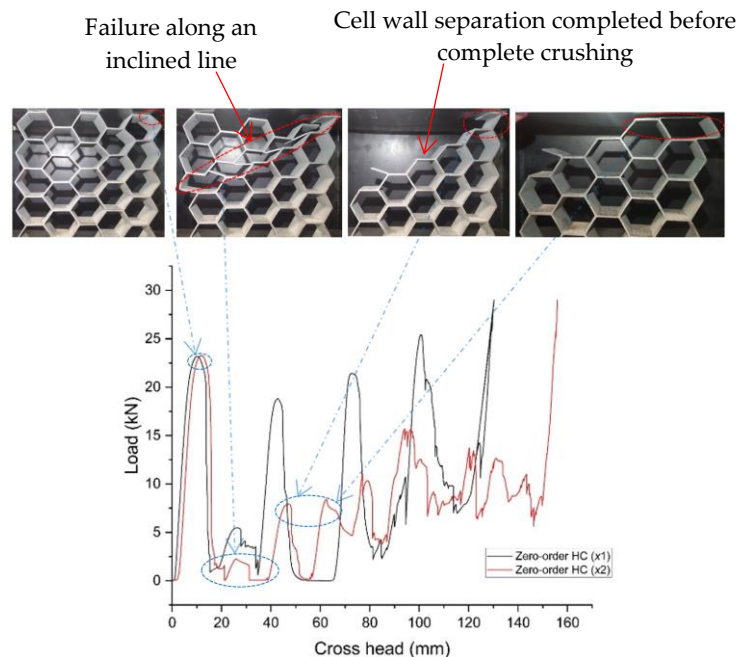 Failure along an
inclined line
Cell wall separation completed before
complete crushing
30
25
20
15
10
5
0
Load (kN)
Zero-order HC (x1)
Zero-order HC (x2)
0 20 40 60 80 100 120 140 160
Cross head (mm)